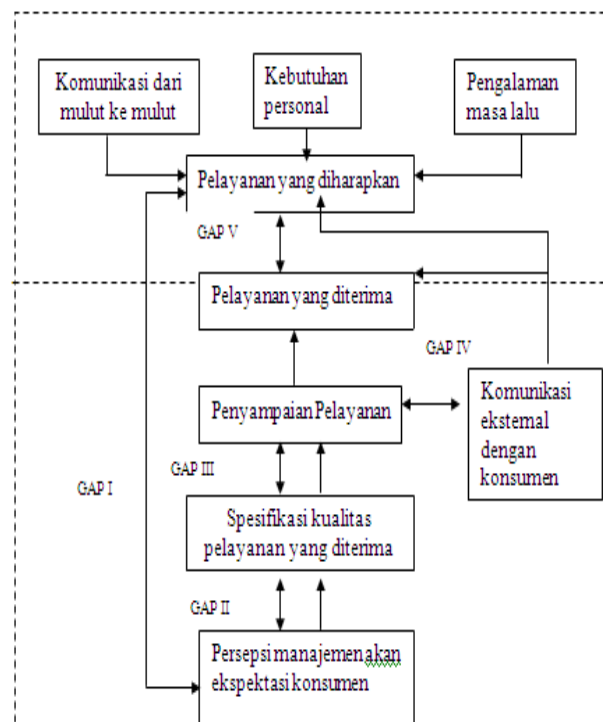 Komunikasi dari
mulut ke mulut
Kebutuhan
personal
Pengalaman
masa lalu
Pelayanan yang diharapkan
GAP V
Pelayanan yang diterima
GAP IV
Penyampaian Pelayanan
Komunikasi
eksternal
dengan
konsumen
GAP III
GAP I
Spesifikasi kualitas
pelayanan yang diterima
GAP II
Persepsi manajemen akan
ekspektasi konsumen